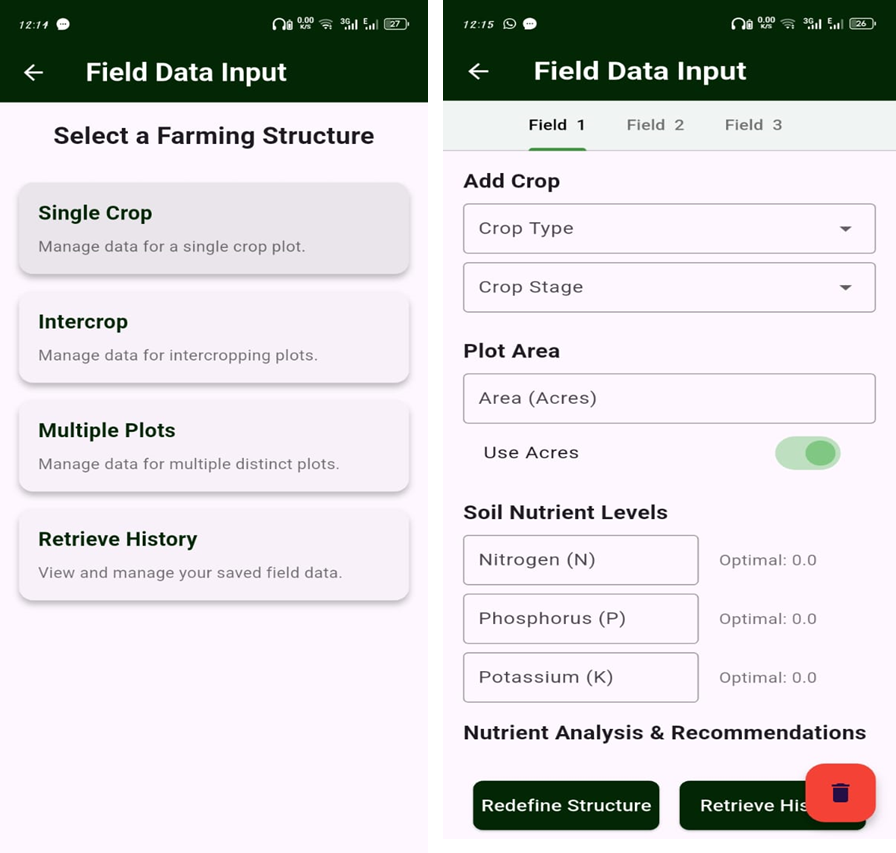 12:14
0.00
K/S
3G
E
27
Field Data Input
Select a Farming Structure
Single Crop
Manage data for a single crop plot.
Intercrop
Manage data for intercropping plots.
Multiple Plots
Manage data for multiple distinct plots.
Retrieve History
View and manage your saved field data.
12:15
0.00
K/S
3G
E
26
Field Data Input
Field 1 Field 2 Field 3
Add Crop
Crop Type
Crop Stage
Plot Area
Area (Acres)
Use Acres
Soil Nutrient Levels
Nitrogen (N) Optimal: 0.0
Phosphorus (P) Optimal: 0.0
Potassium (K) Optimal: 0.0
Nutrient Analysis & Recommendations
Redefine Structure Retrieve His